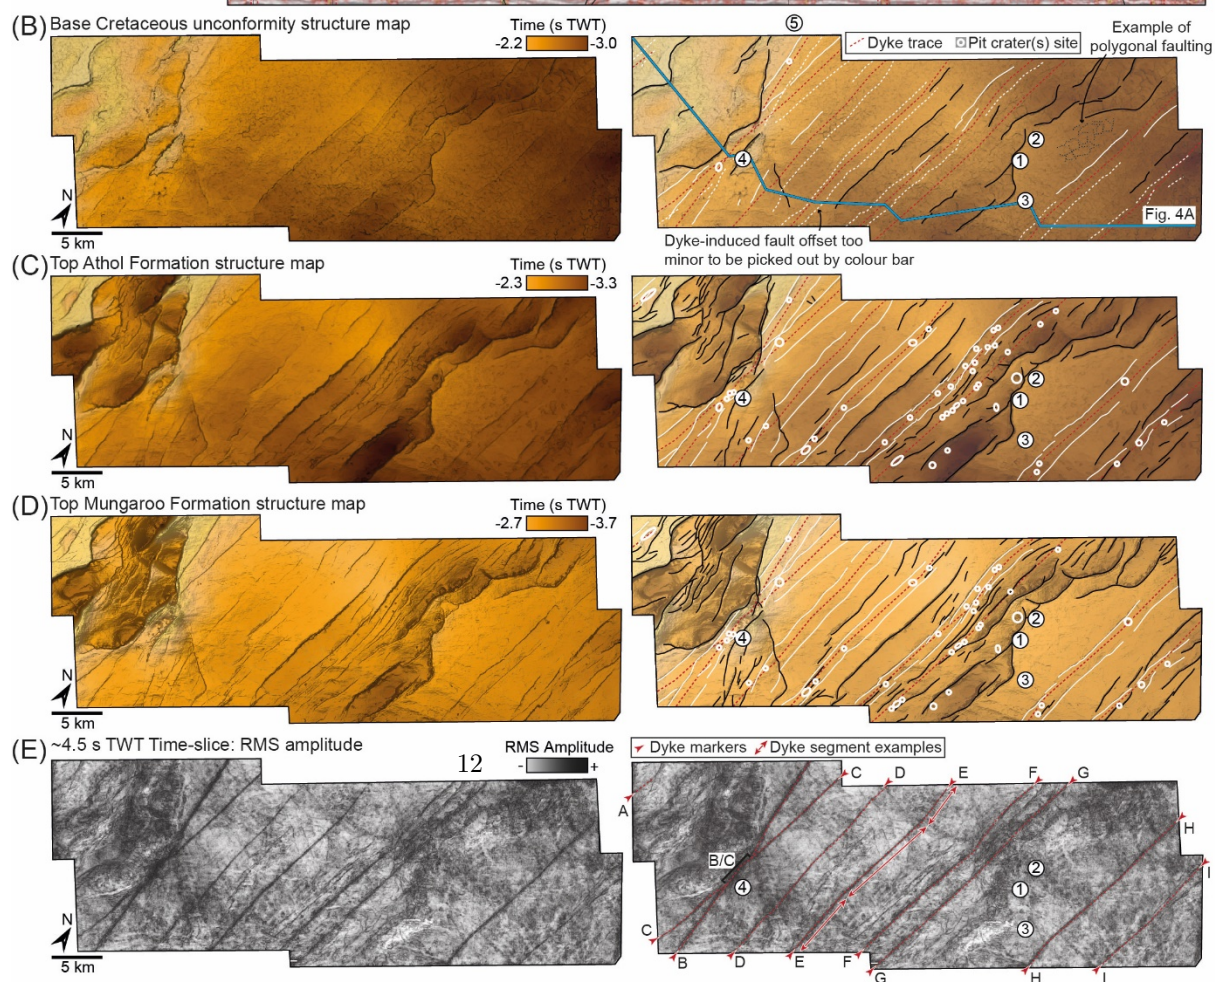 (B) Base Cretaceous unconformity structure map
Time (s TWT)
-2.2 -3.0
N
5 km
5
Dyke trace Pit crater(s) site
Example of
polygonal faulting
4
2
1
3
Fig. 4A
Dyke-induced fault offset too
minor to be picked out by colour bar
(C) Top Athol Formation structure map
Time (s TWT)
-2.3 -3.3
N
5 km
4
2
1
3
(D) Top Mungaroo Formation structure map
Time (s TWT)
-2.7 -3.7
N
5 km
4
2
1
3
(E) ~4.5 s TWT Time-slice: RMS amplitude
12
RMS Amplitude
- +
N
5 km
Dyke markers Dyke segment examples
C D E F G
A
H
B/C
I
4
2
1
3
C
B D E F
G H I